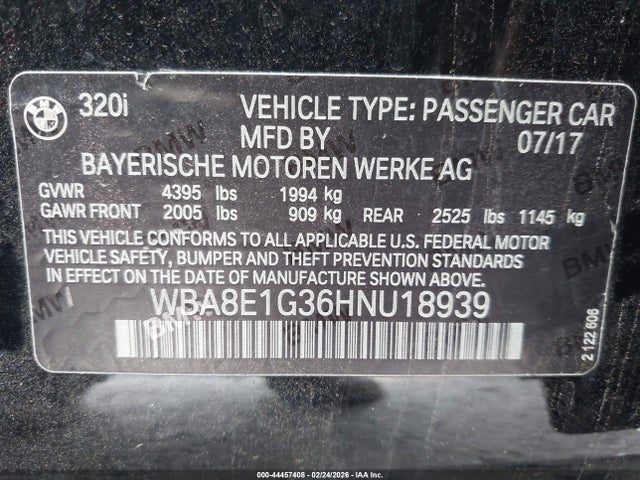 BMW 320i VEHICLE TYPE: PASSENGER CAR
MFD BY 07/17
BAYERISCHE MOTOREN WERKE AG
GVWR 4395 lbs 1994 kg
GAWR FRONT 2005 lbs 909 kg REAR 2525 lbs 1145 kg
THIS VEHICLE CONFORMS TO ALL APPLICABLE U.S. FEDERAL MOTOR
VEHICLE SAFETY, BUMPER AND THEFT PREVENTION STANDARDS
IN EFFECT ON THE DATE OF MANUFACTURE SHOWN ABOVE.
WBA8E1G36HNU18939
2 122 606
000-44457408 - 02/24/2026 - IAA Inc.